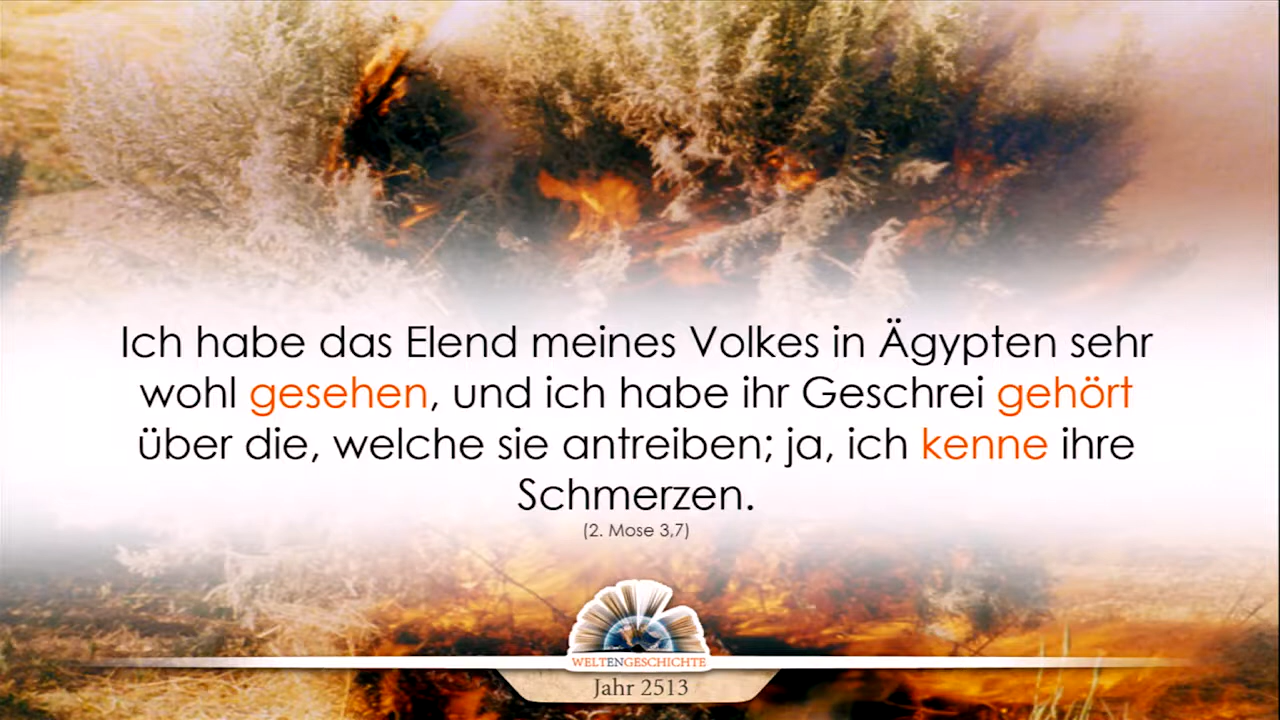 Ich habe das Elend meines Volkes in Ägypten sehr
wohl gesehen, und ich habe ihr Geschrei gehört
über die, welche sie antreiben; ja, ich kenne ihre
Schmerzen.
(2. Mose 3,7)
WELTENGESCHICHTE
Jahr 2513